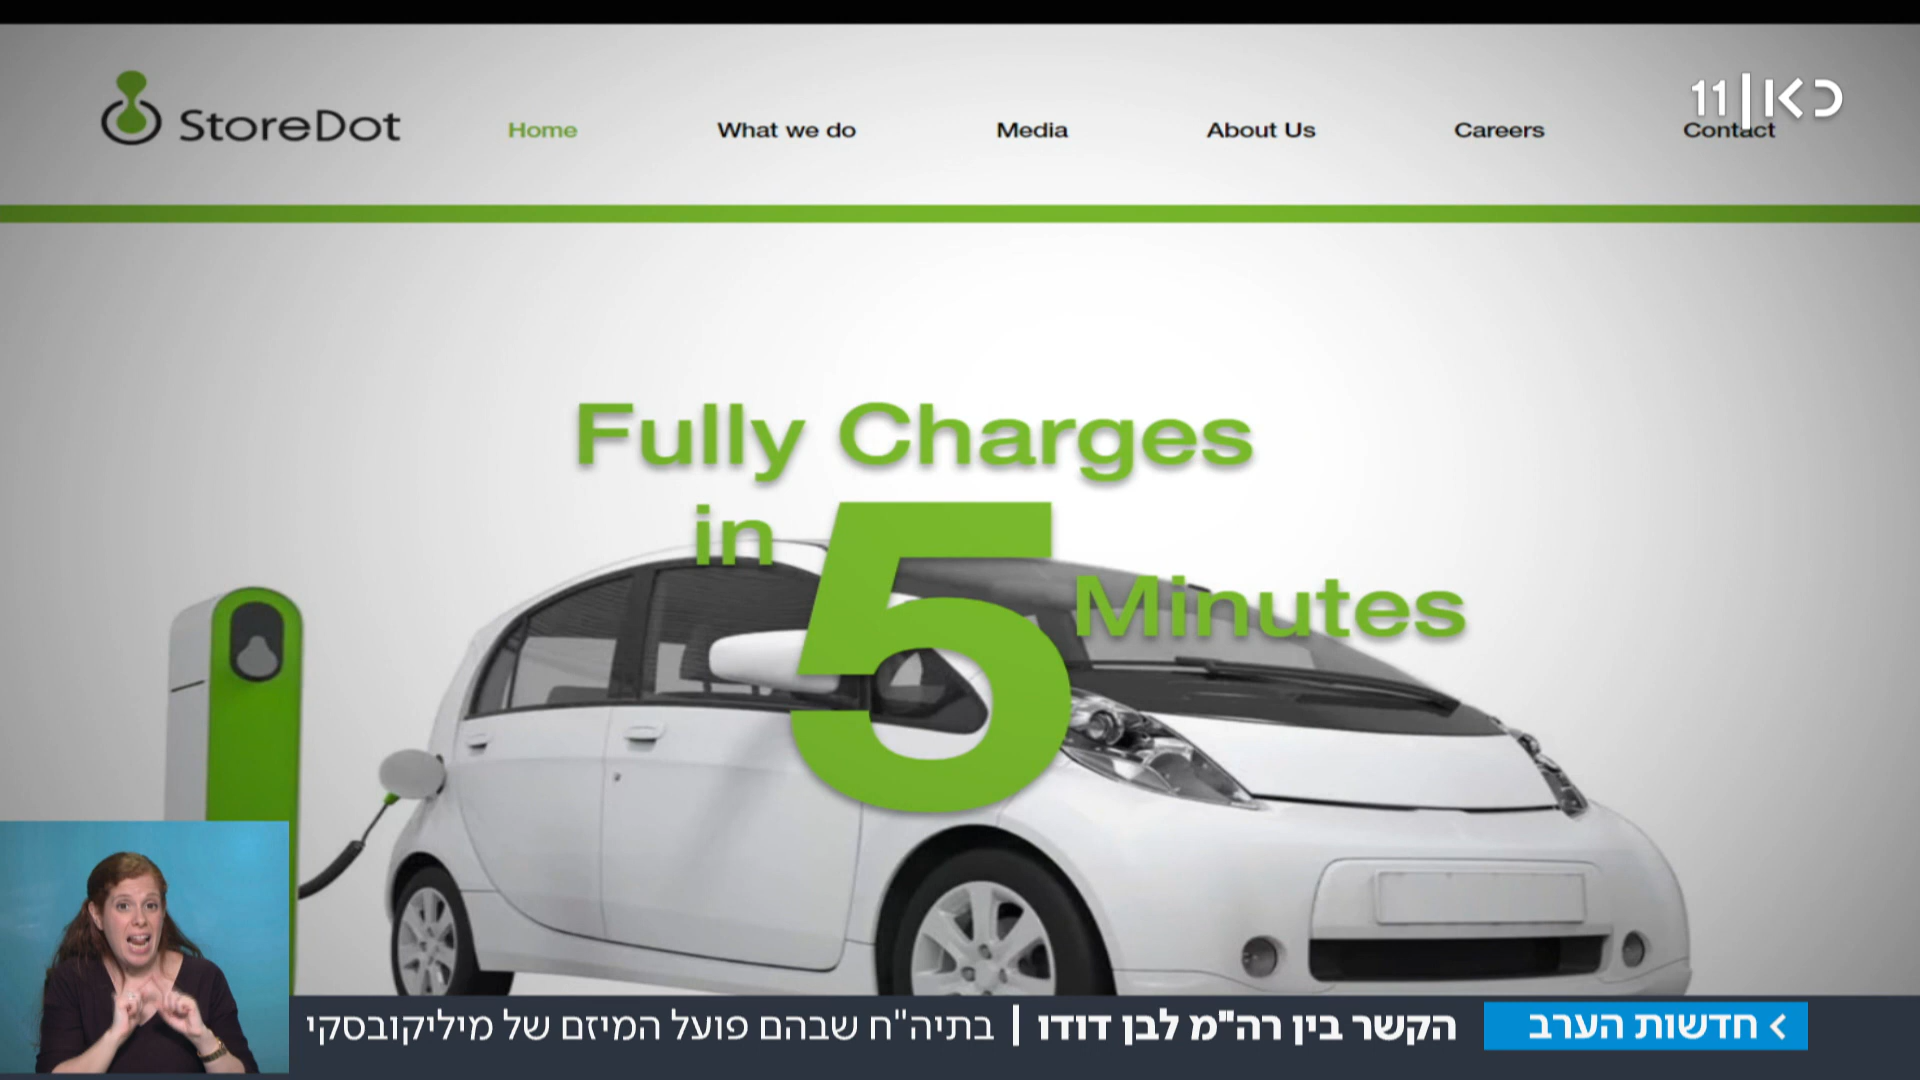 StoreDot
Home What we do Media About Us Careers Contact
כאן 11
Fully Charges
in 5 Minutes
חדשות הערב
הקשר בין רה"מ לבן דודו | בתיה"ח שבהם פועל המיזם של מיליקובסקי